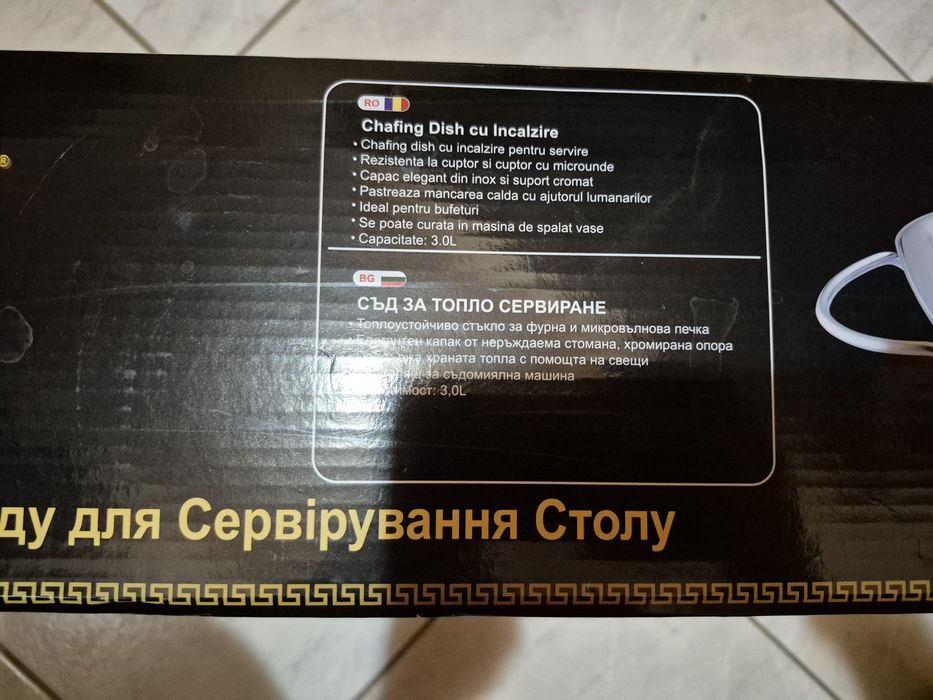 ®
RO
Chafing Dish cu Incalzire
• Chafing dish cu incalzire pentru servire
• Rezistenta la cuptor si cuptor cu microunde
• Capac elegant din inox si suport cromat
• Pastreaza mancarea calda cu ajutorul lumanarilor
• Ideal pentru bufeturi
• Se poate curata in masina de spalat vase
• Capacitate: 3.0L
BG
СЪД ЗА ТОПЛО СЕРВИРАНЕ
Топлоустойчиво стъкло за фурна и микровълнова печка
капак от неръждаема стомана, хромирана опора
храната топла с помощта на свещи
за съдомиялна машина
3,0L
ду для Сервірування Столу